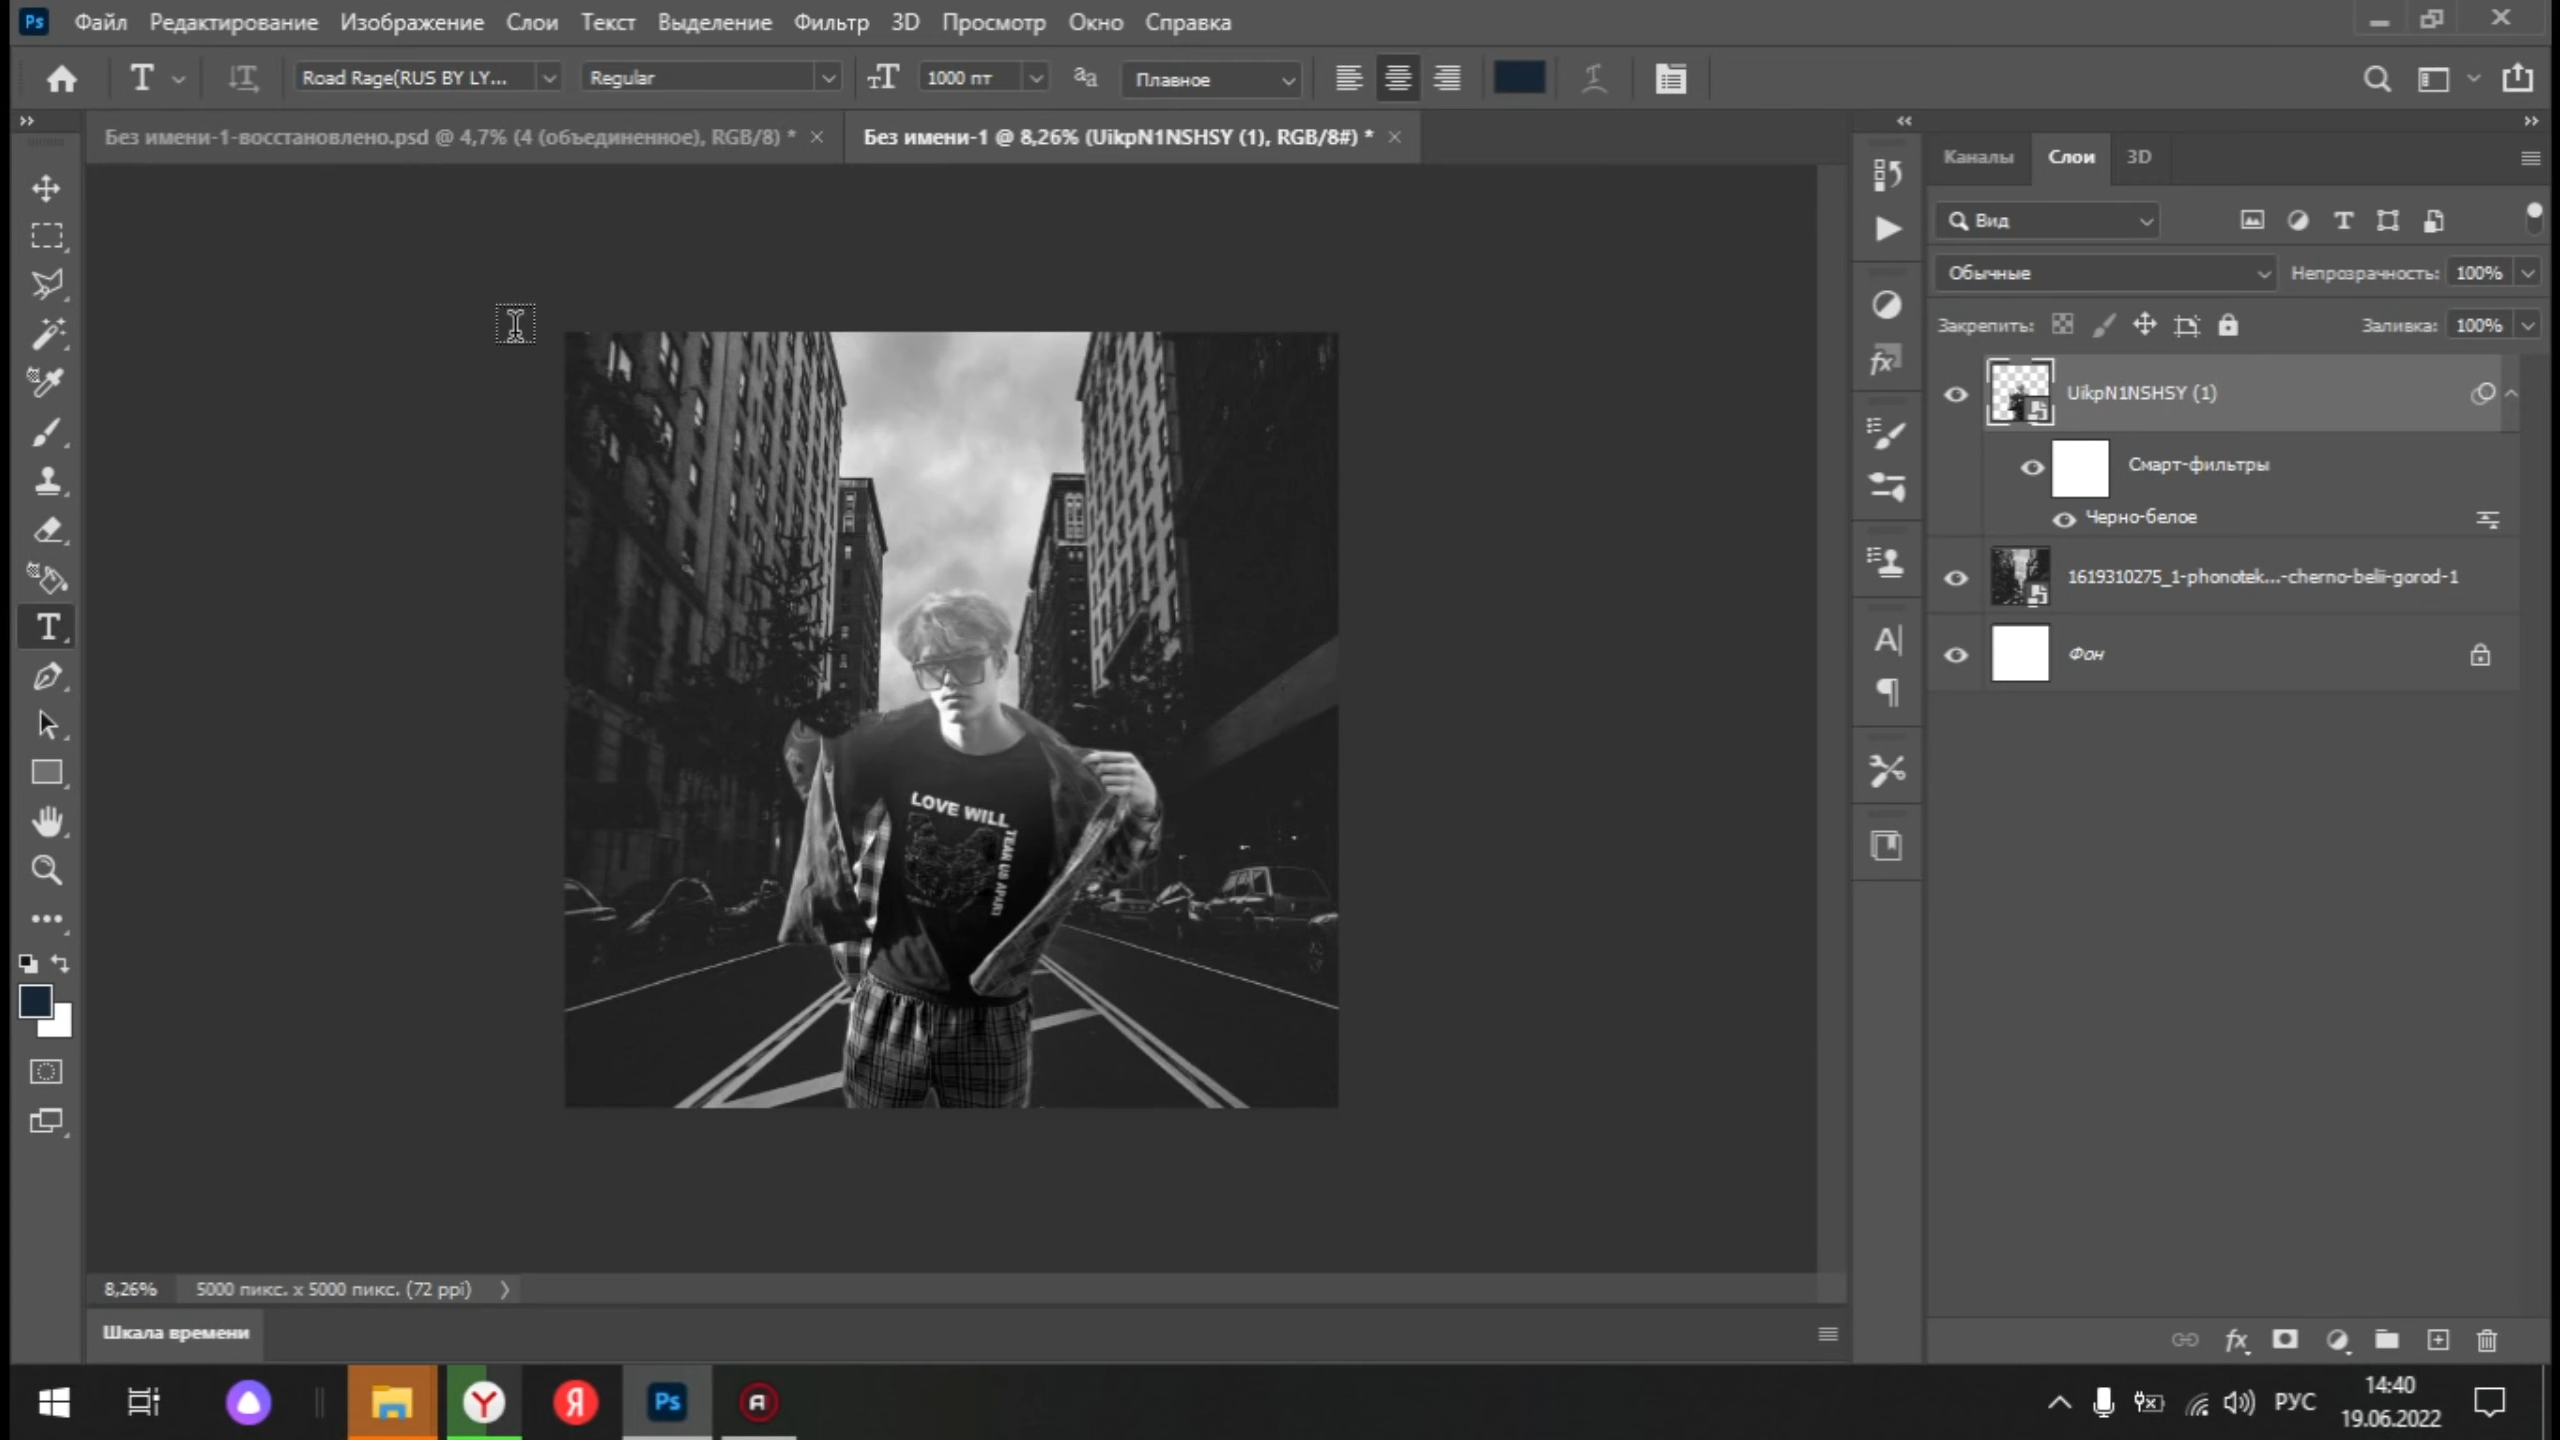 Ps Файл Редактирование Изображение Слои Текст Выделение Фильтр 3D Просмотр Окно Справка
Road Rage(RUS BY LY... Regular 1000 пт Плавное
Без имени-1-восстановлено.psd @ 4,7% (4 (объединенное), RGB/8) * Без имени-1 @ 8,26% (UikpN1NSHSY (1), RGB/8#) *
Каналы Слои 3D
Вид
Обычные Непрозрачность: 100%
Закрепить: Заливка: 100%
UikpN1NSHSY (1)
Смарт-фильтры
Черно-белое
1619310275_1-phonotek...-cherno-belii-gorod-1
Фон
LOVE WILL
TEAR US APART
8,26% 5000 пикс. x 5000 пикс. (72 ppi)
Шкала времени
Я Ps РУС 14:40
19.06.2022